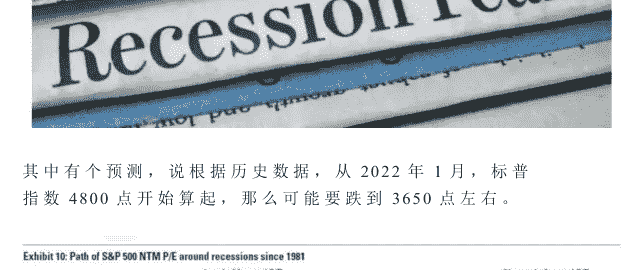 Recession
其中有个预测，说根据历史数据，从 2022 年 1 月，标普
指数 4800 点开始算起，那么可能要跌到 3650 点左右。
Exhibit 10: Path of S&P 500 NTM P/E around recessions since 1981